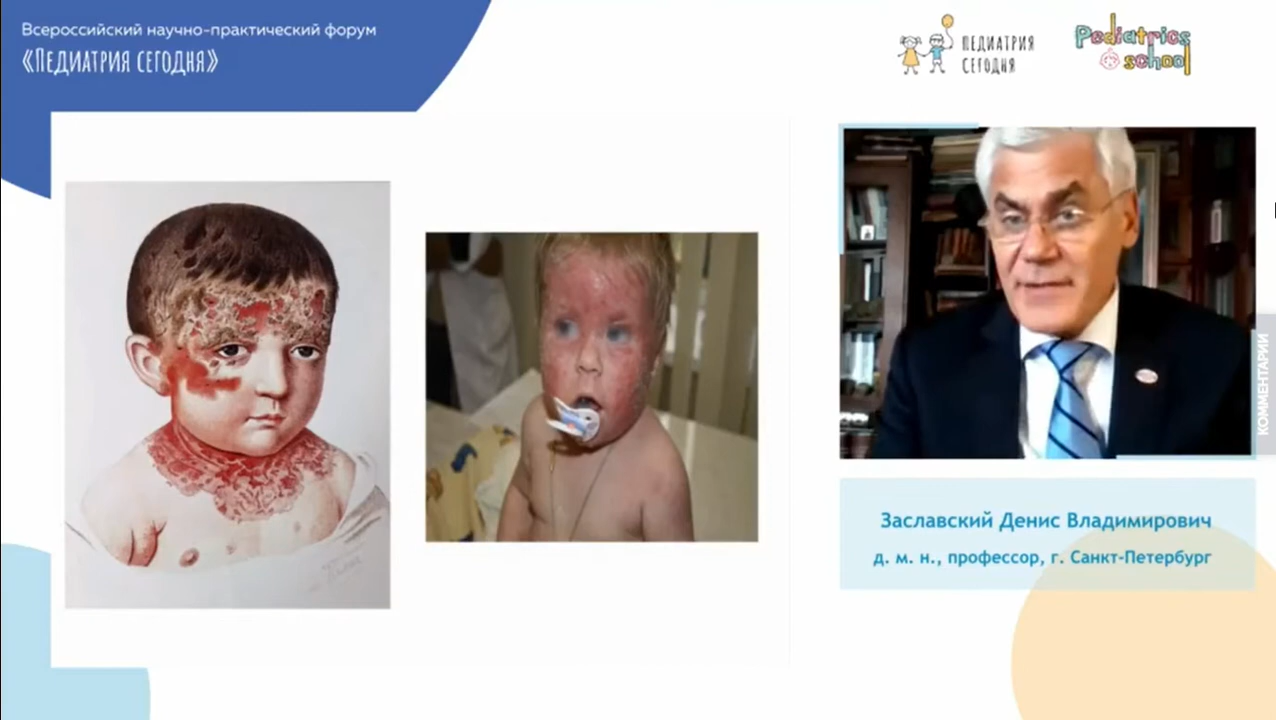 Всероссийский научно-практический форум
«Педиатрия сегодня»
ПЕДИАТРИЯ
СЕГОДНЯ
Pediatrics
school
КОММЕНТАРИИ
Заславский Денис Владимирович
д. м. н., профессор, г. Санкт-Петербург